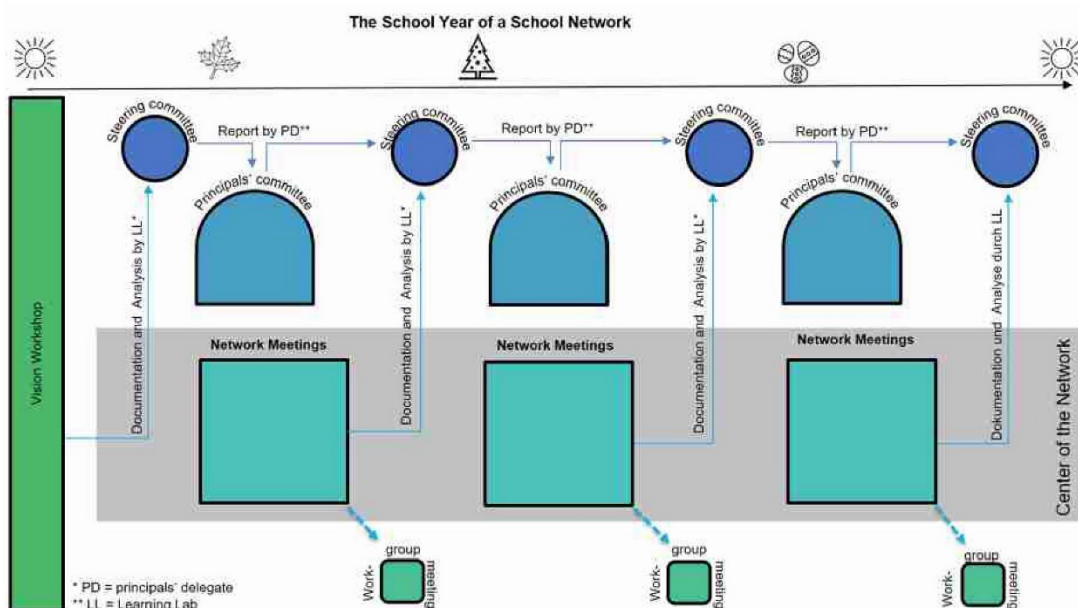 The School Year of a School Network
Steering committee
Report by PD**
Steering committee
Report by PD**
Steering committee
Report by PD**
Steering committee
Principals' committee
Principals' committee
Principals' committee
Vision Workshop
Documentation and Analysis by LL*
Documentation and Analysis by LL*
Documentation and Analysis by LL*
Dokumentation und Analyse durch LL
Network Meetings
Network Meetings
Network Meetings
Center of the Network
Work-
group
meeting
Work-
group
meeting
Work-
group
meeting
* PD = principals' delegate
** LL = Learning Lab